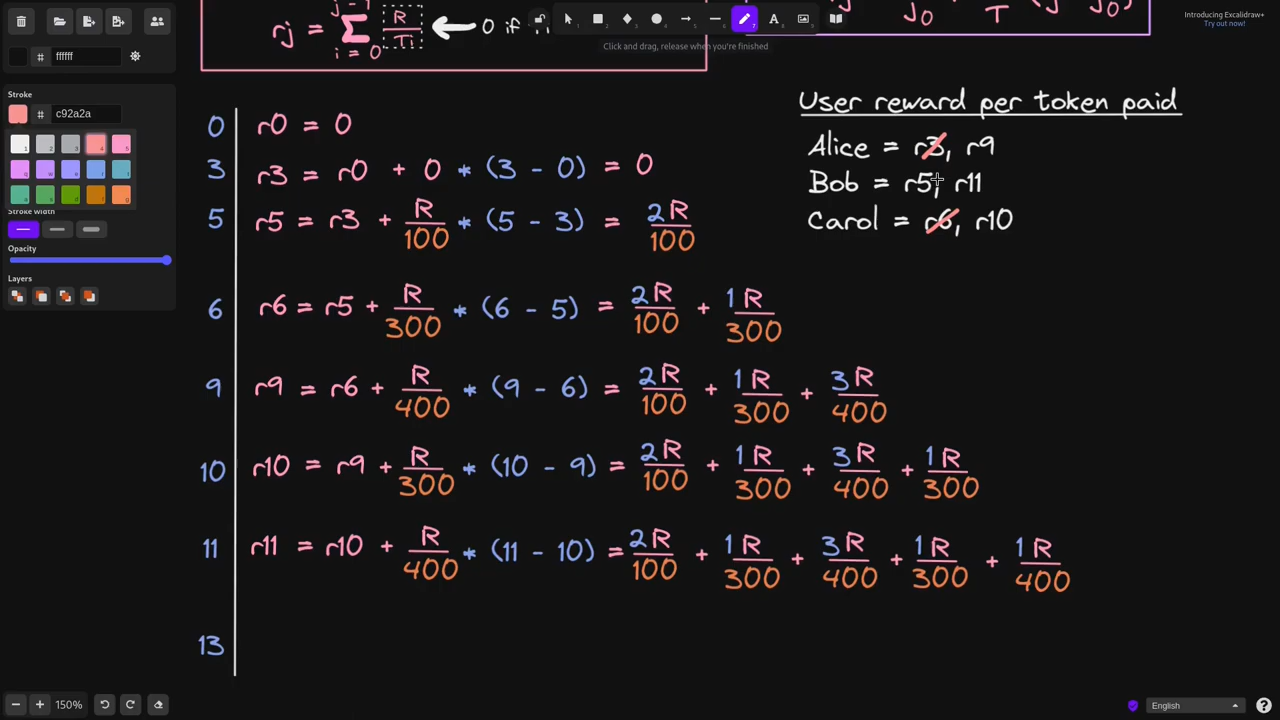 # ffffff
Stroke
# c92a2a
Stroke width
Opacity
Layers
Click and drag, release when you're finished
Introducing Excalidraw+
Try out now!
rj = Σ i = 0 R / Ti ← 0 if
j0 T j0
User reward per token paid
Alice = r3, r9
Bob = r5, r11
Carol = r6, r10
0 r0 = 0
3 r3 = r0 + 0 * (3 - 0) = 0
5 r5 = r3 + R/100 * (5 - 3) = 2R/100
6 r6 = r5 + R/300 * (6 - 5) = 2R/100 + 1R/300
9 r9 = r6 + R/400 * (9 - 6) = 2R/100 + 1R/300 + 3R/400
10 r10 = r9 + R/300 * (10 - 9) = 2R/100 + 1R/300 + 3R/400 + 1R/300
11 r11 = r10 + R/400 * (11 - 10) = 2R/100 + 1R/300 + 3R/400 + 1R/300 + 1R/400
13
150%
English